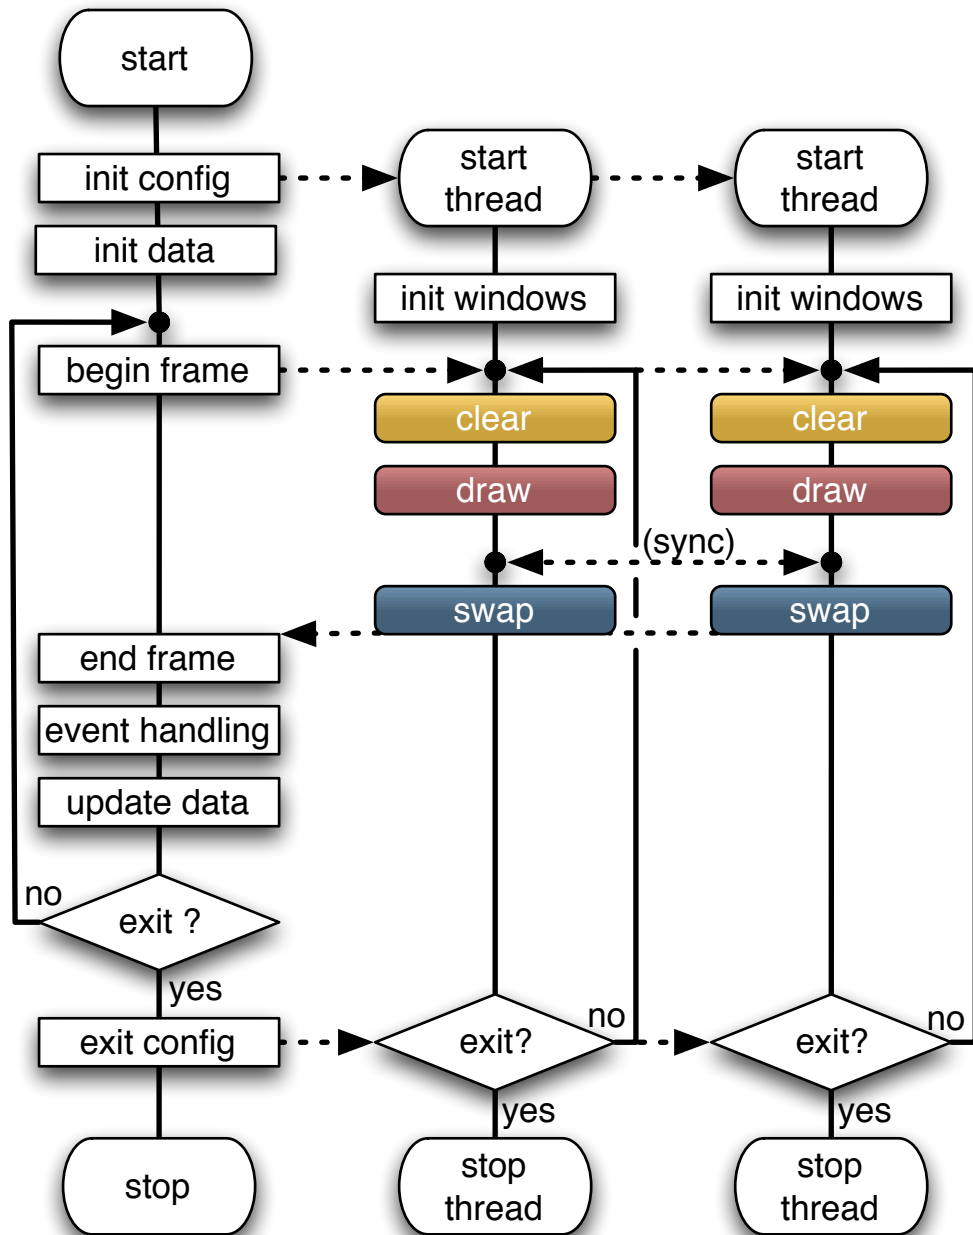 start
init config
init data
begin frame
end frame
event handling
update data
no
exit ?
yes
exit config
stop
start
thread
init windows
clear
draw
(sync)
swap
no
exit?
yes
stop
thread
start
thread
init windows
clear
draw
swap
no
exit?
yes
stop
thread